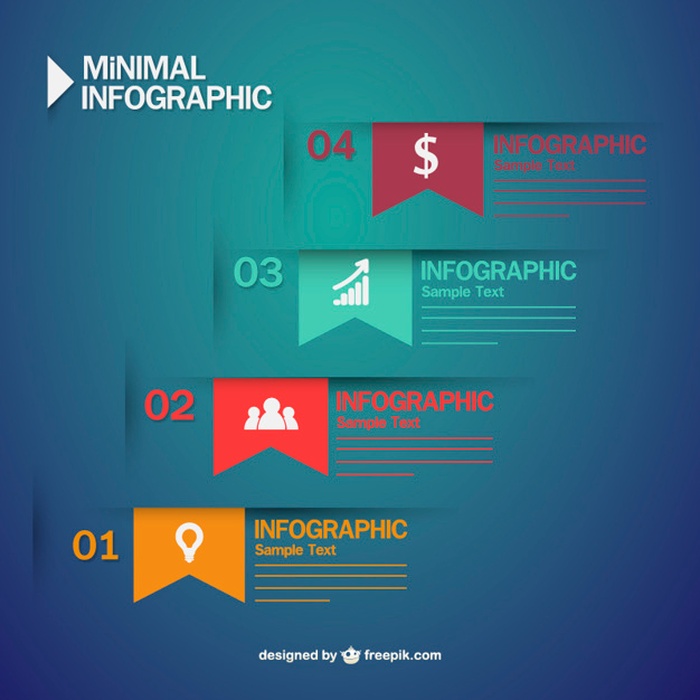 MiNIMAL
INFOGRAPHIC
04
$
INFOGRAPHIC
Sample Text
03
INFOGRAPHIC
Sample Text
02
INFOGRAPHIC
Sample Text
01
INFOGRAPHIC
Sample Text
designed by freepik.com